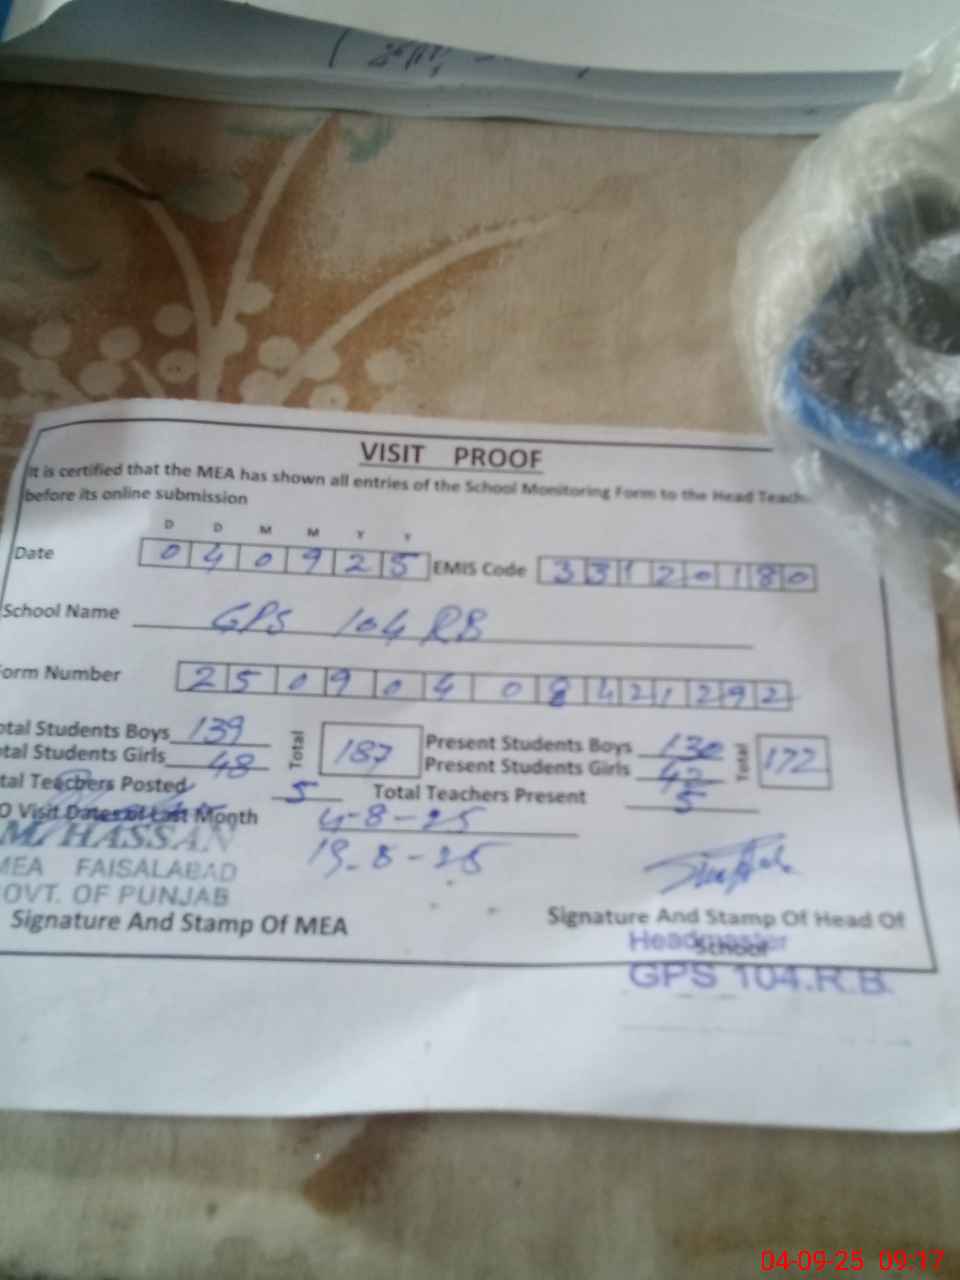 VISIT PROOF
It is certified that the MEA has shown all entries of the School Monitoring Form to the Head Teach
before its online submission
D D M M Y Y
Date 0 4 0 9 2 5 EMIS Code 3 3 1 2 0 1 8 0
School Name GPS 104 RB
orm Number 2 5 0 9 0 4 0 8 4 2 1 2 9 2
otal Students Boys 139 Total 187 Present Students Boys 130 Total 172
otal Students Girls 48 Present Students Girls 42
tal Teachers Posted 5 Total Teachers Present 5
O Visit Dates of Last Month 4-8-25
19-8-25
M. HASSAN
MEA FAISALABAD
OVT. OF PUNJAB
Signature And Stamp Of MEA Signature And Stamp Of Head Of
School
Headmaster
GPS 104.R.B.
04-09-25 09:17